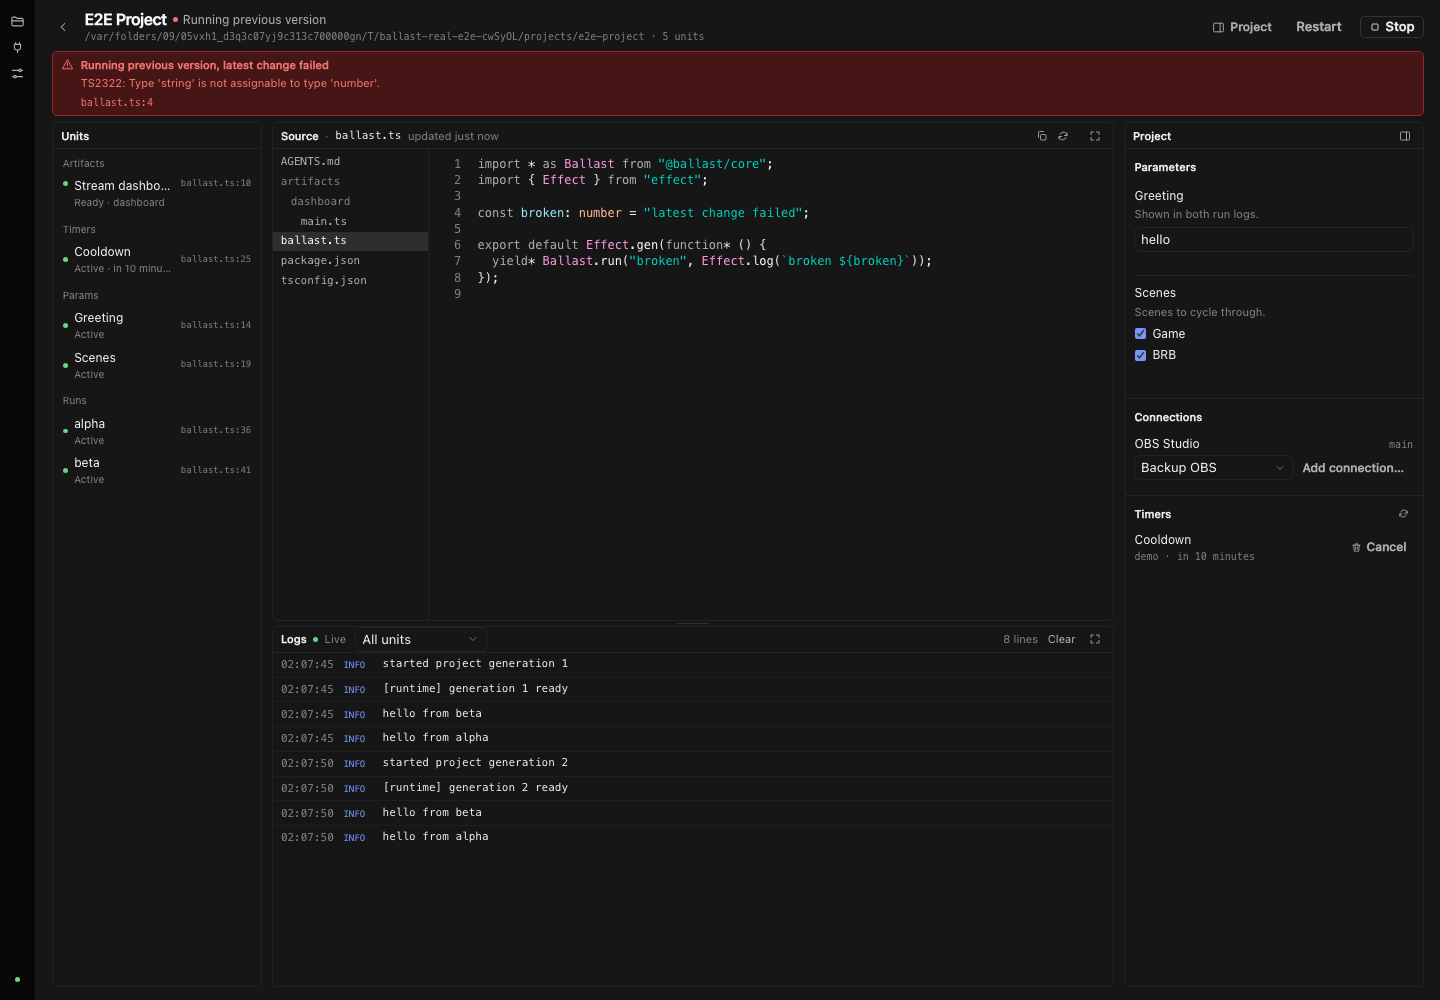 E2E Project Running previous version
/var/folders/09/05vxh1_d3q3c07yj9c313c700000gn/T/ballast-real-e2e-cwSyOL/projects/e2e-project · 5 units
Project Restart Stop
Running previous version, latest change failed
TS2322: Type 'string' is not assignable to type 'number'.
ballast.ts:4
Units
Artifacts
Stream dashbo... ballast.ts:10
Ready · dashboard
Timers
Cooldown ballast.ts:25
Active · in 10 minu...
Params
Greeting ballast.ts:14
Active
Scenes ballast.ts:19
Active
Runs
alpha ballast.ts:36
Active
beta ballast.ts:41
Active
Source · ballast.ts updated just now
AGENTS.md
artifacts
dashboard
main.ts
ballast.ts
package.json
tsconfig.json
1 import * as Ballast from "@ballast/core";
2 import { Effect } from "effect";
3
4 const broken: number = "latest change failed";
5
6 export default Effect.gen(function* () {
7 yield* Ballast.run("broken", Effect.log(`broken ${broken}`));
8 });
9
Logs Live All units 8 lines Clear
02:07:45 INFO started project generation 1
02:07:45 INFO [runtime] generation 1 ready
02:07:45 INFO hello from beta
02:07:45 INFO hello from alpha
02:07:50 INFO started project generation 2
02:07:50 INFO [runtime] generation 2 ready
02:07:50 INFO hello from beta
02:07:50 INFO hello from alpha
Project
Parameters
Greeting
Shown in both run logs.
hello
Scenes
Scenes to cycle through.
Game
BRB
Connections
OBS Studio main
Backup OBS Add connection...
Timers
Cooldown
demo · in 10 minutes
Cancel